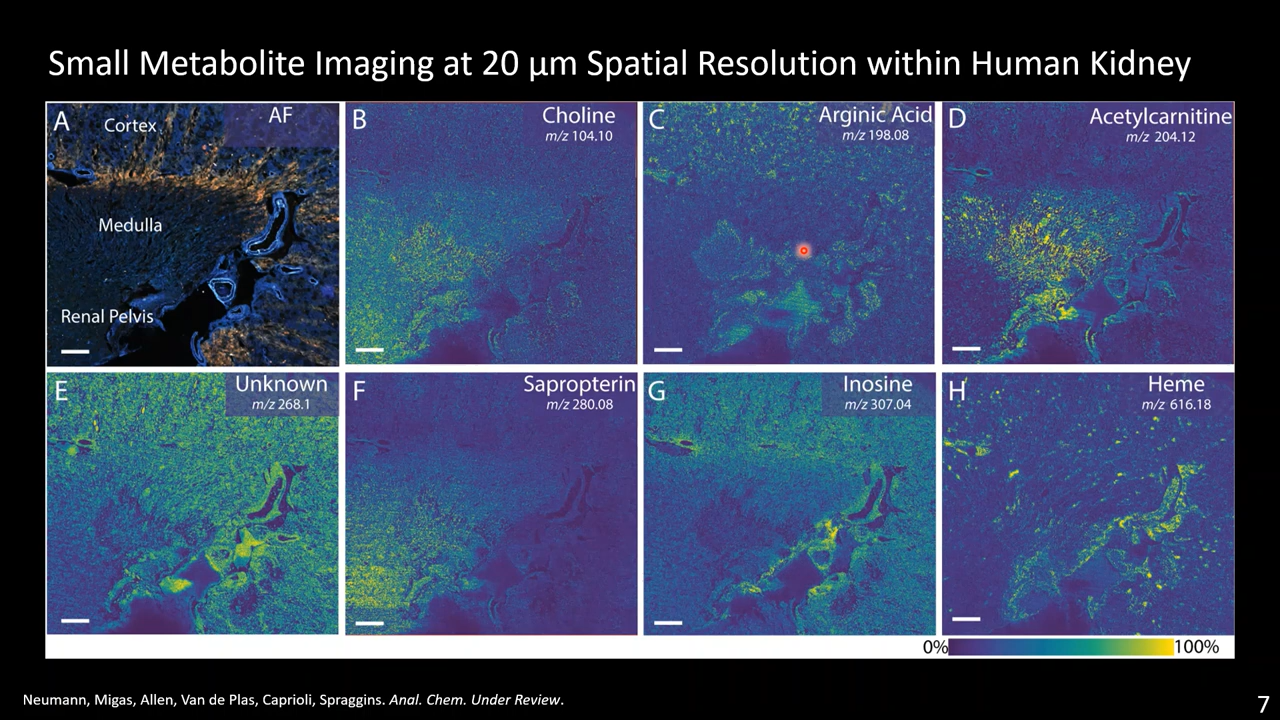 Small Metabolite Imaging at 20 µm Spatial Resolution within Human Kidney
A
AF
Cortex
Medulla
Renal Pelvis
B
Choline
m/z 104.10
C
Arginic Acid
m/z 198.08
D
Acetylcarnitine
m/z 204.12
E
Unknown
m/z 268.1
F
Sapropterin
m/z 280.08
G
Inosine
m/z 307.04
H
Heme
m/z 616.18
0%
100%
Neumann, Migas, Allen, Van de Plas, Caprioli, Spraggins. Anal. Chem. Under Review.
7